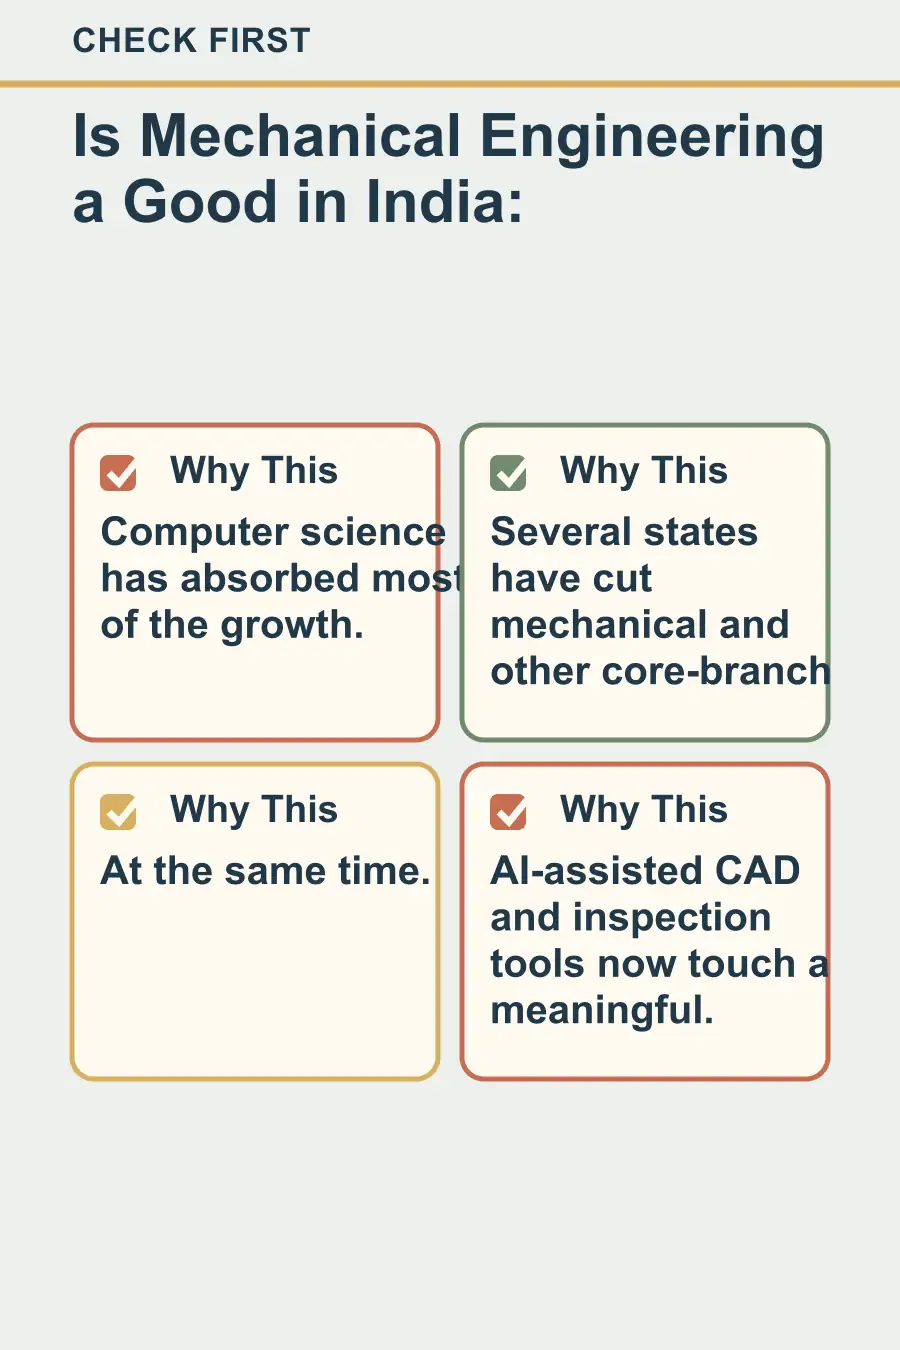 CHECK FIRST
Is Mechanical Engineering
a Good in India:
Why This
Computer science
has absorbed most
of the growth.
Why This
Several states
have cut
mechanical and
other core-branch
Why This
At the same time.
Why This
AI-assisted CAD
and inspection
tools now touch a
meaningful.